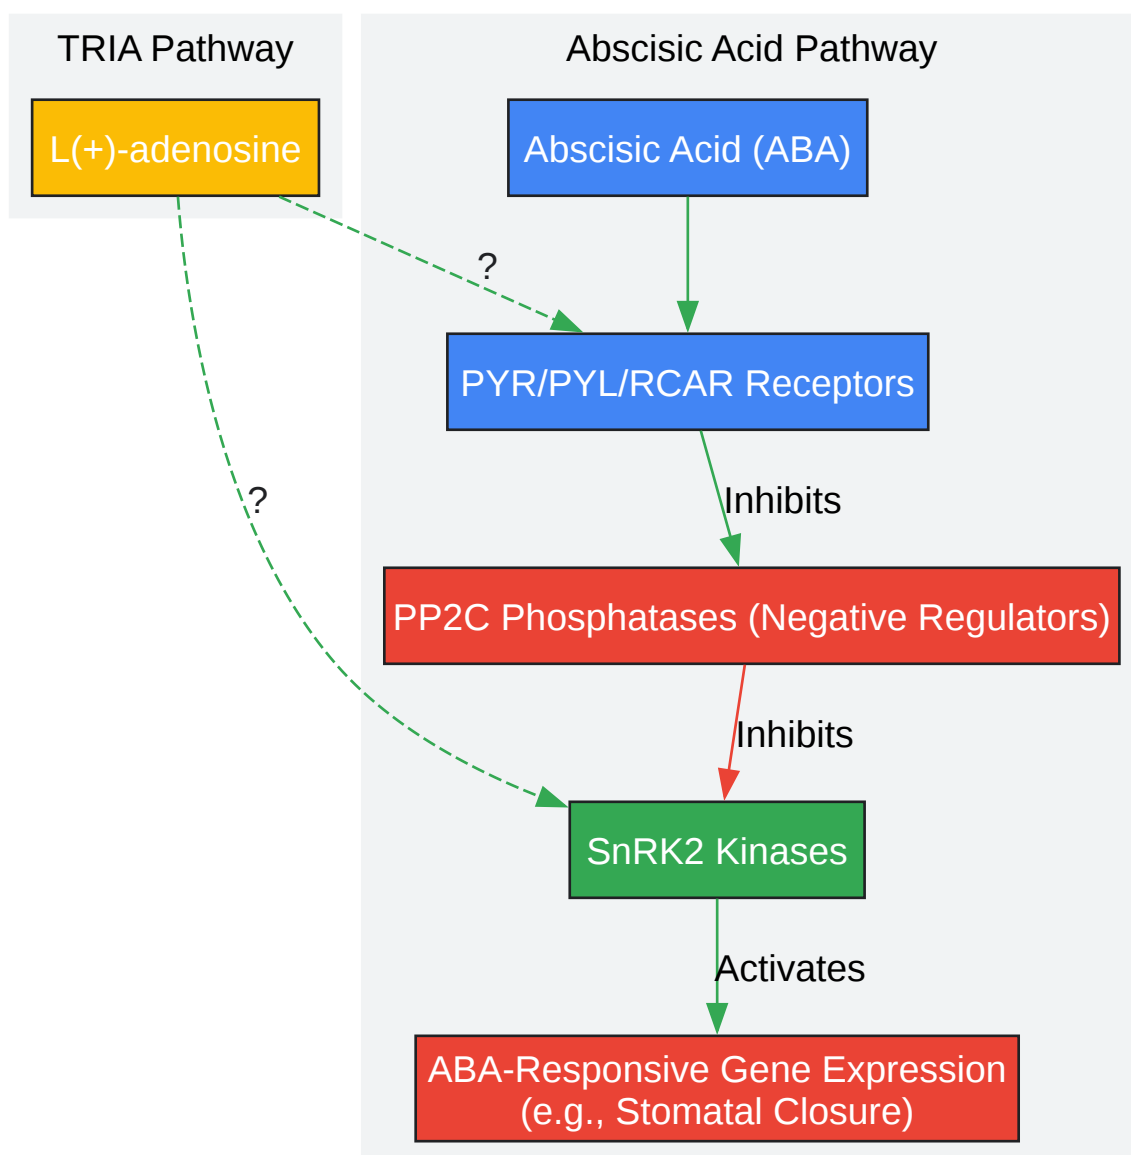 TRIA Pathway
Abscisic Acid Pathway
L(+)-adenosine
Abscisic Acid (ABA)
?
PYR/PYL/RCAR Receptors
?
Inhibits
PP2C Phosphatases (Negative Regulators)
Inhibits
SnRK2 Kinases
Activates
ABA-Responsive Gene Expression
(e.g., Stomatal Closure)